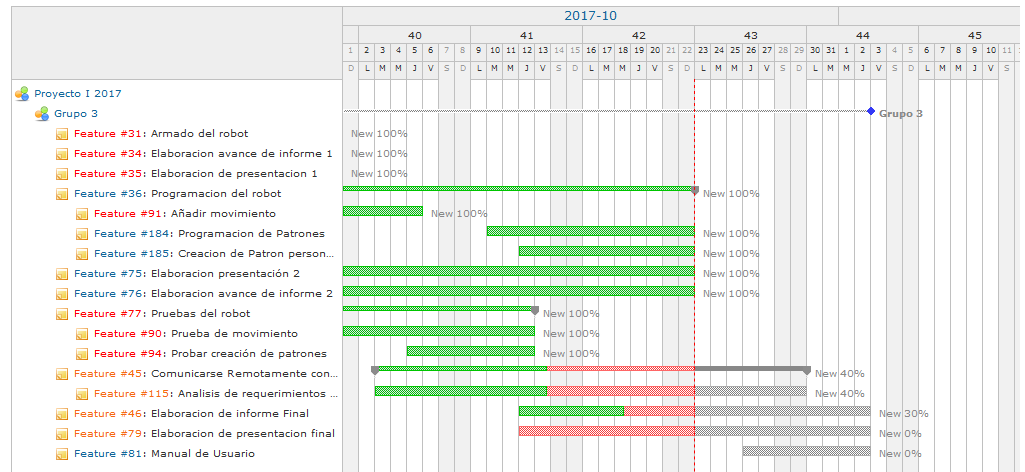 2017-10
40 41 42 43 44 45
1 2 3 4 5 6 7 8 9 10 11 12 13 14 15 16 17 18 19 20 21 22 23 24 25 26 27 28 29 30 31 1 2 3 4 5 6 7 8 9 10 11
D L M M J V S D L M M J V S D L M M J V S D L M M J V S D L M M J V S D L M M J V S
Proyecto I 2017
Grupo 3 Grupo 3
Feature #31: Armado del robot New 100%
Feature #34: Elaboracion avance de informe 1 New 100%
Feature #35: Elaboracion de presentacion 1 New 100%
Feature #36: Programacion del robot New 100%
Feature #91: Añadir movimiento New 100%
Feature #184: Programacion de Patrones New 100%
Feature #185: Creacion de Patron person... New 100%
Feature #75: Elaboracion presentación 2 New 100%
Feature #76: Elaboracion avance de informe 2 New 100%
Feature #77: Pruebas del robot New 100%
Feature #90: Prueba de movimiento New 100%
Feature #94: Probar creación de patrones New 100%
Feature #45: Comunicarse Remotamente con... New 40%
Feature #115: Analisis de requerimientos ... New 40%
Feature #46: Elaboracion de informe Final New 30%
Feature #79: Elaboracion de presentacion final New 0%
Feature #81: Manual de Usuario New 0%